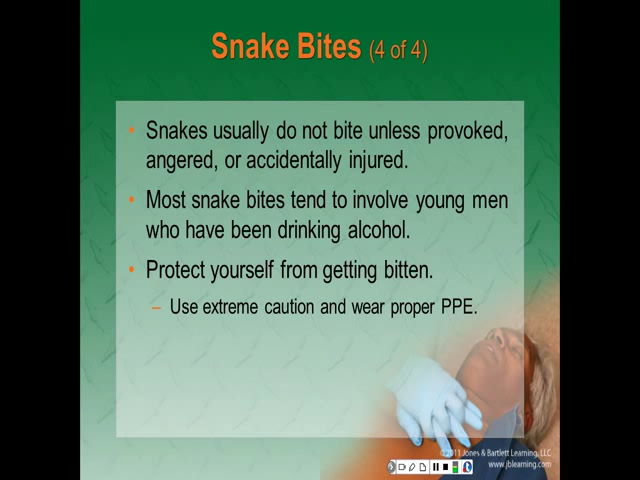 Snake Bites (4 of 4)
• Snakes usually do not bite unless provoked,
angered, or accidentally injured.
• Most snake bites tend to involve young men
who have been drinking alcohol.
• Protect yourself from getting bitten.
– Use extreme caution and wear proper PPE.
© 2011 Jones & Bartlett Learning, LLC
www.jblearning.com